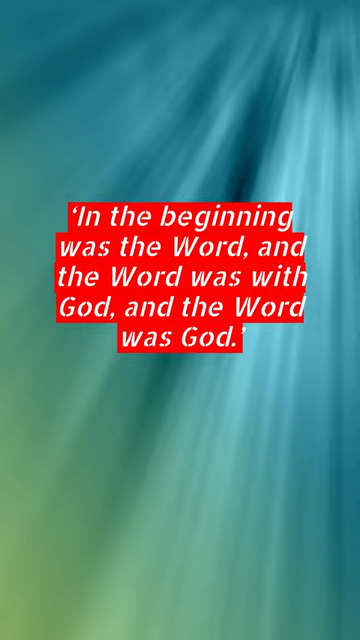 ‘In the beginning
was the Word, and
the Word was with
God, and the Word
was God.’